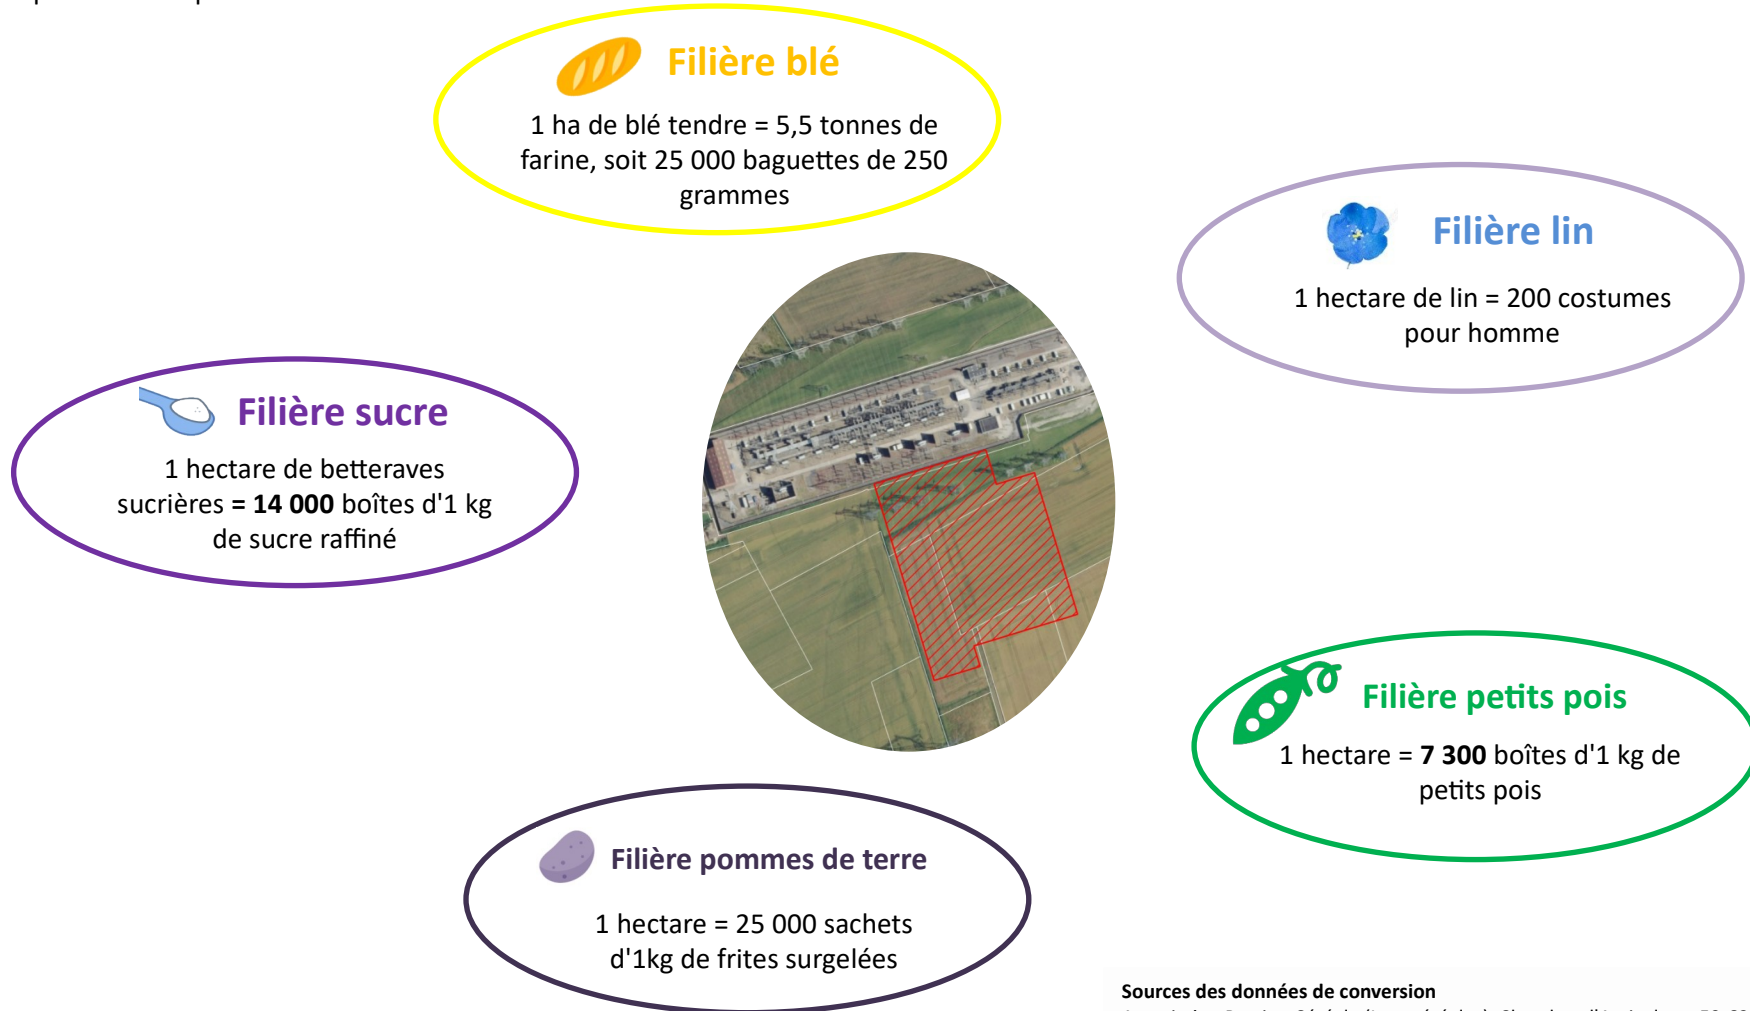 Filière blé
1 ha de blé tendre = 5,5 tonnes de
farine, soit 25 000 baguettes de 250
grammes
Filière lin
1 hectare de lin = 200 costumes
pour homme
Filière sucre
1 hectare de betteraves
sucrières = 14 000 boîtes d'1 kg
de sucre raffiné
Filière petits pois
1 hectare = 7 300 boîtes d'1 kg de
petits pois
Filière pommes de terre
1 hectare = 25 000 sachets
d'1kg de frites surgelées
Sources des données de conversion